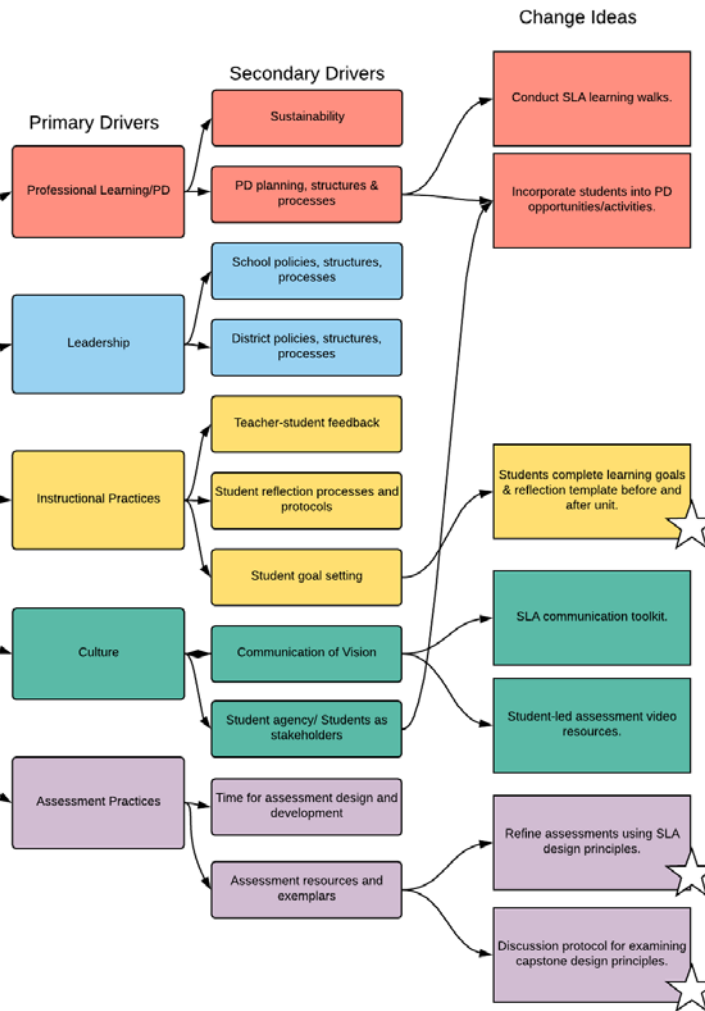 Change Ideas
Secondary Drivers
Primary Drivers
Professional Learning/PD
Sustainability
PD planning, structures &
processes
Conduct SLA learning walks.
Incorporate students into PD
opportunities/activities.
Leadership
School policies, structures,
processes
District policies, structures,
processes
Instructional Practices
Teacher-student feedback
Student reflection processes and
protocols
Student goal setting
Students complete learning goals
& reflection template before and
after unit.
Culture
Communication of Vision
Student agency/ Students as
stakeholders
SLA communication toolkit.
Student-led assessment video
resources.
Assessment Practices
Time for assessment design and
development
Assessment resources and
exemplars
Refine assessments using SLA
design principles.
Discussion protocol for examining
capstone design principles.